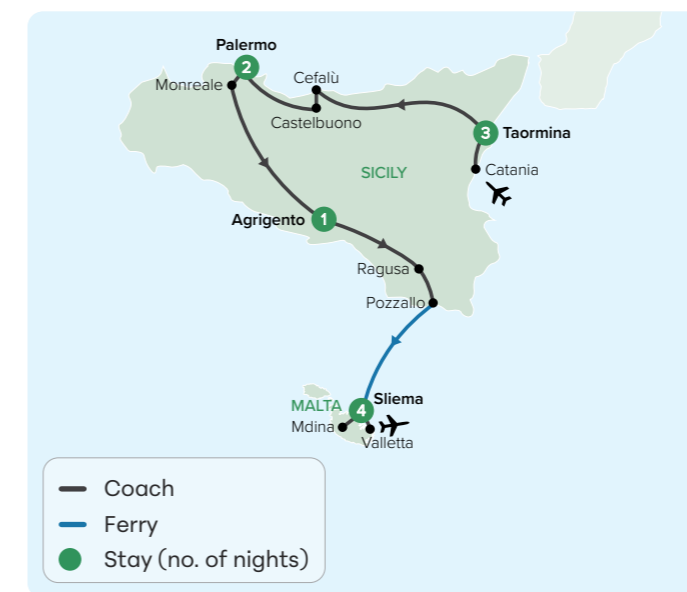 Palermo
2
Cefalù
Monreale
Castelbuono
3 Taormina
SICILY
Catania
Agrigento 1
Ragusa
Pozzallo
Sliema
MALTA 4
Mdina
Valletta
Coach
Ferry
Stay (no. of nights)